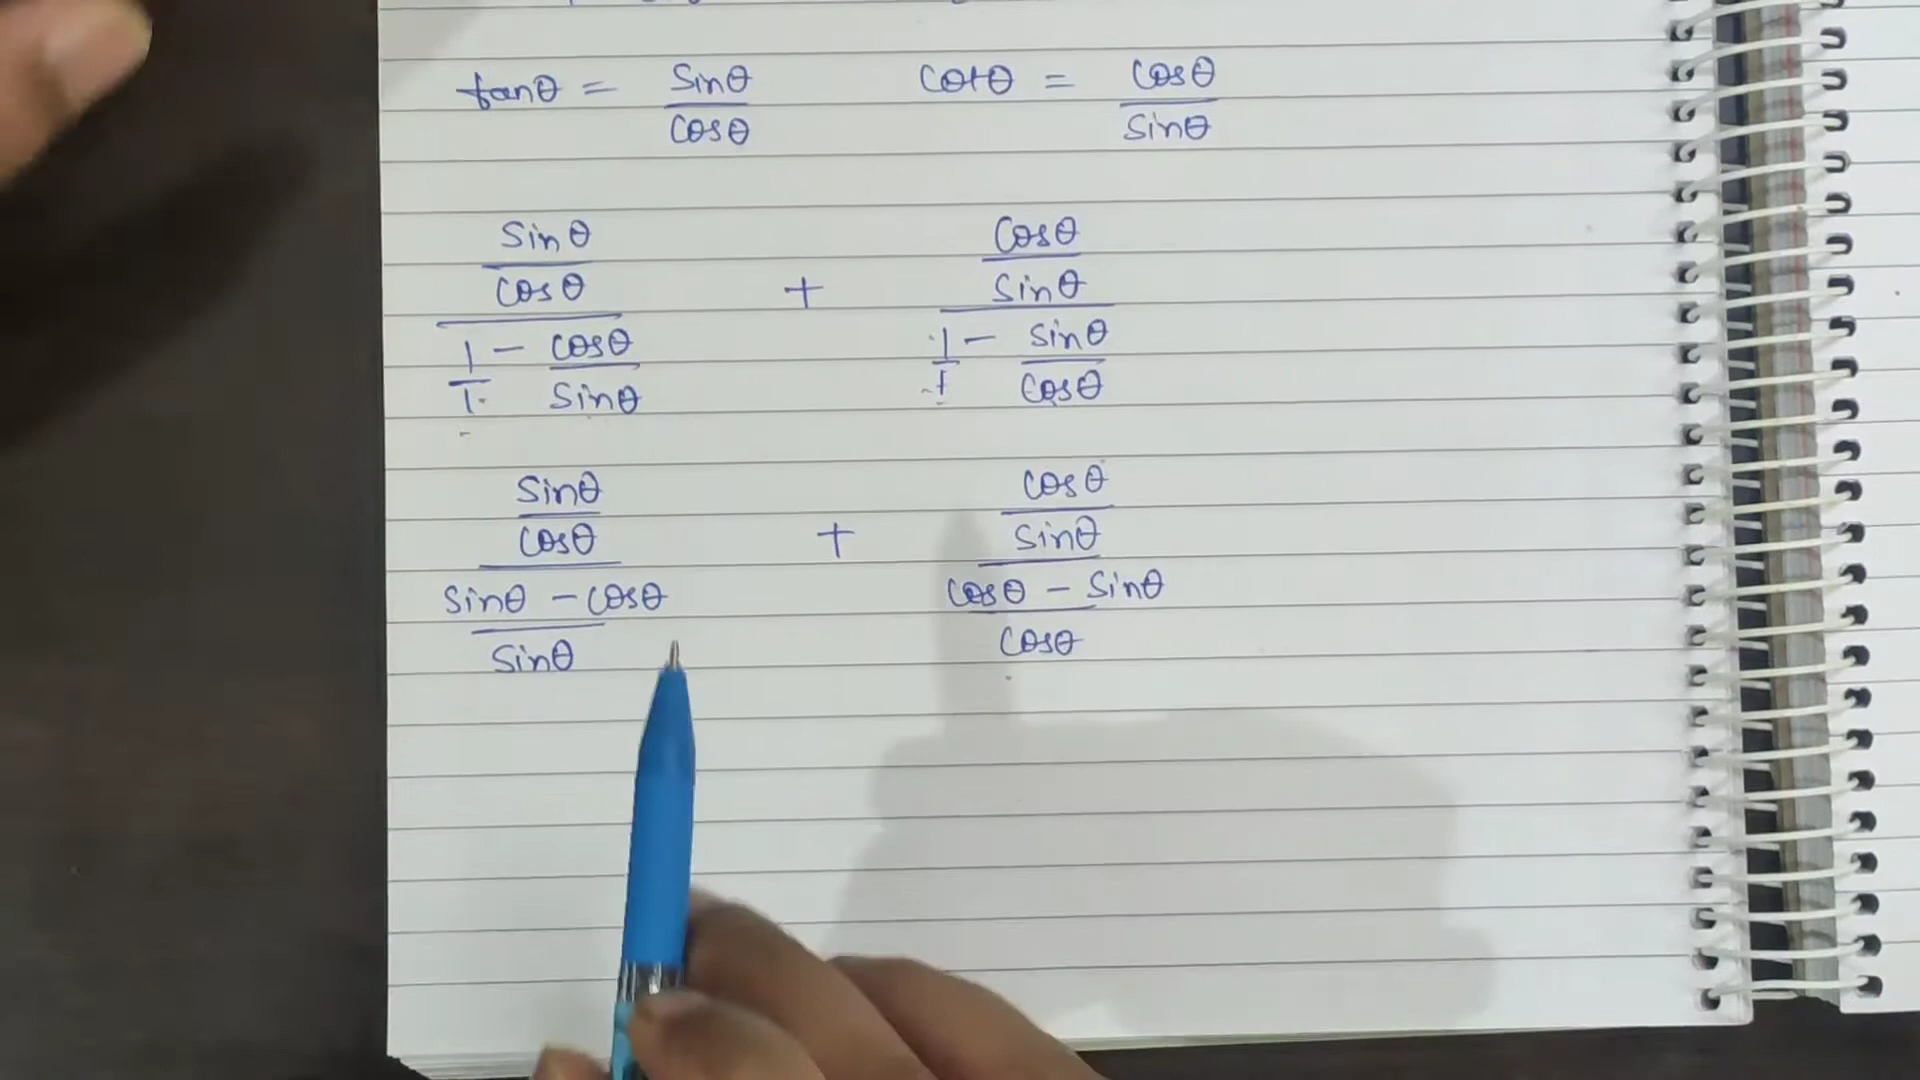 tanθ = sinθ cotθ = cosθ
cosθ sinθ
sinθ cosθ
cosθ + sinθ
1 - cosθ 1 - sinθ
1 sinθ 1 cosθ
sinθ cosθ
cosθ + sinθ
sinθ - cosθ cosθ - sinθ
sinθ cosθ